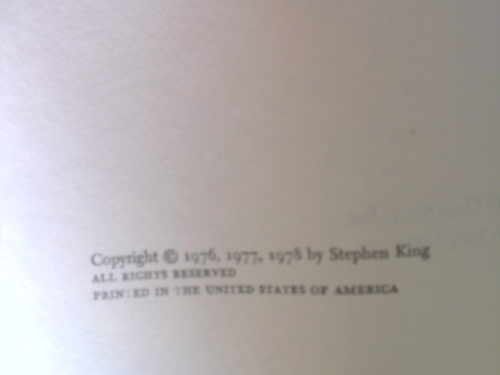 Copyright © 1976, 1977, 1978 by Stephen King
ALL RIGHTS RESERVED
PRINTED IN THE UNITED STATES OF AMERICA